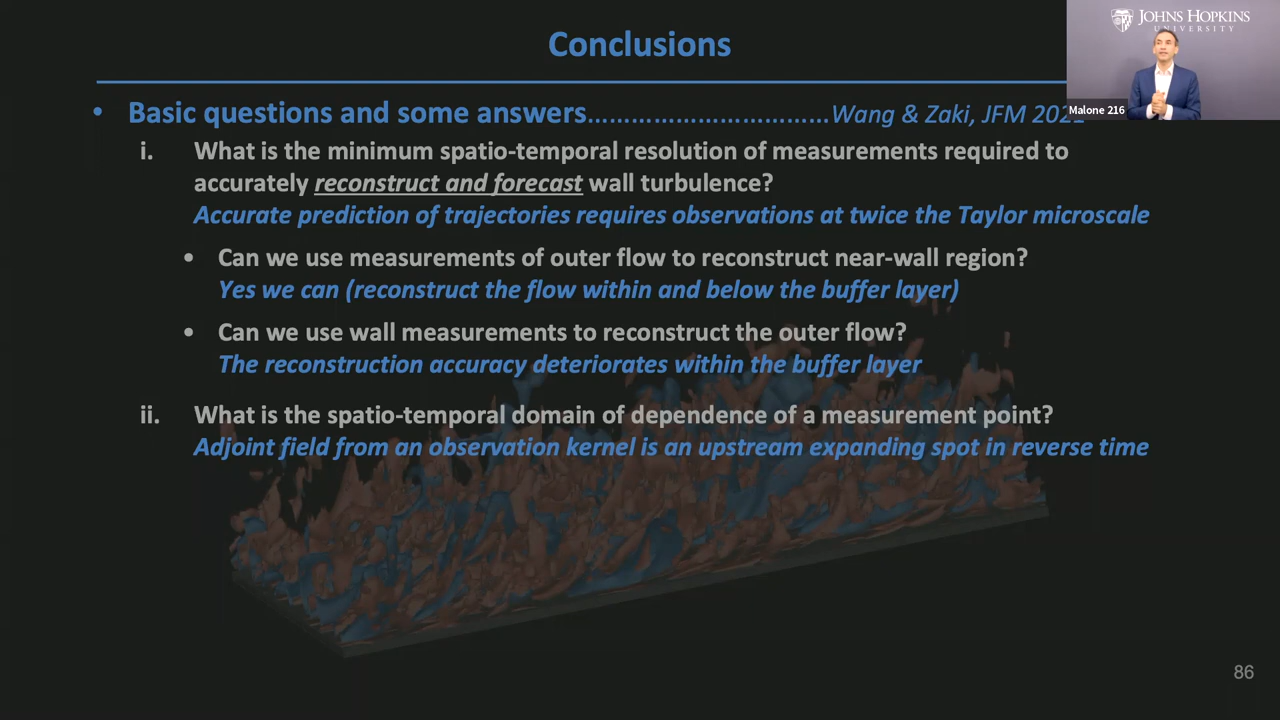 Conclusions
JOHNS HOPKINS
UNIVERSITY
Malone 216
• Basic questions and some answers..............................Wang & Zaki, JFM 2021
i. What is the minimum spatio-temporal resolution of measurements required to
accurately reconstruct and forecast wall turbulence?
Accurate prediction of trajectories requires observations at twice the Taylor microscale
• Can we use measurements of outer flow to reconstruct near-wall region?
Yes we can (reconstruct the flow within and below the buffer layer)
• Can we use wall measurements to reconstruct the outer flow?
The reconstruction accuracy deteriorates within the buffer layer
ii. What is the spatio-temporal domain of dependence of a measurement point?
Adjoint field from an observation kernel is an upstream expanding spot in reverse time
86